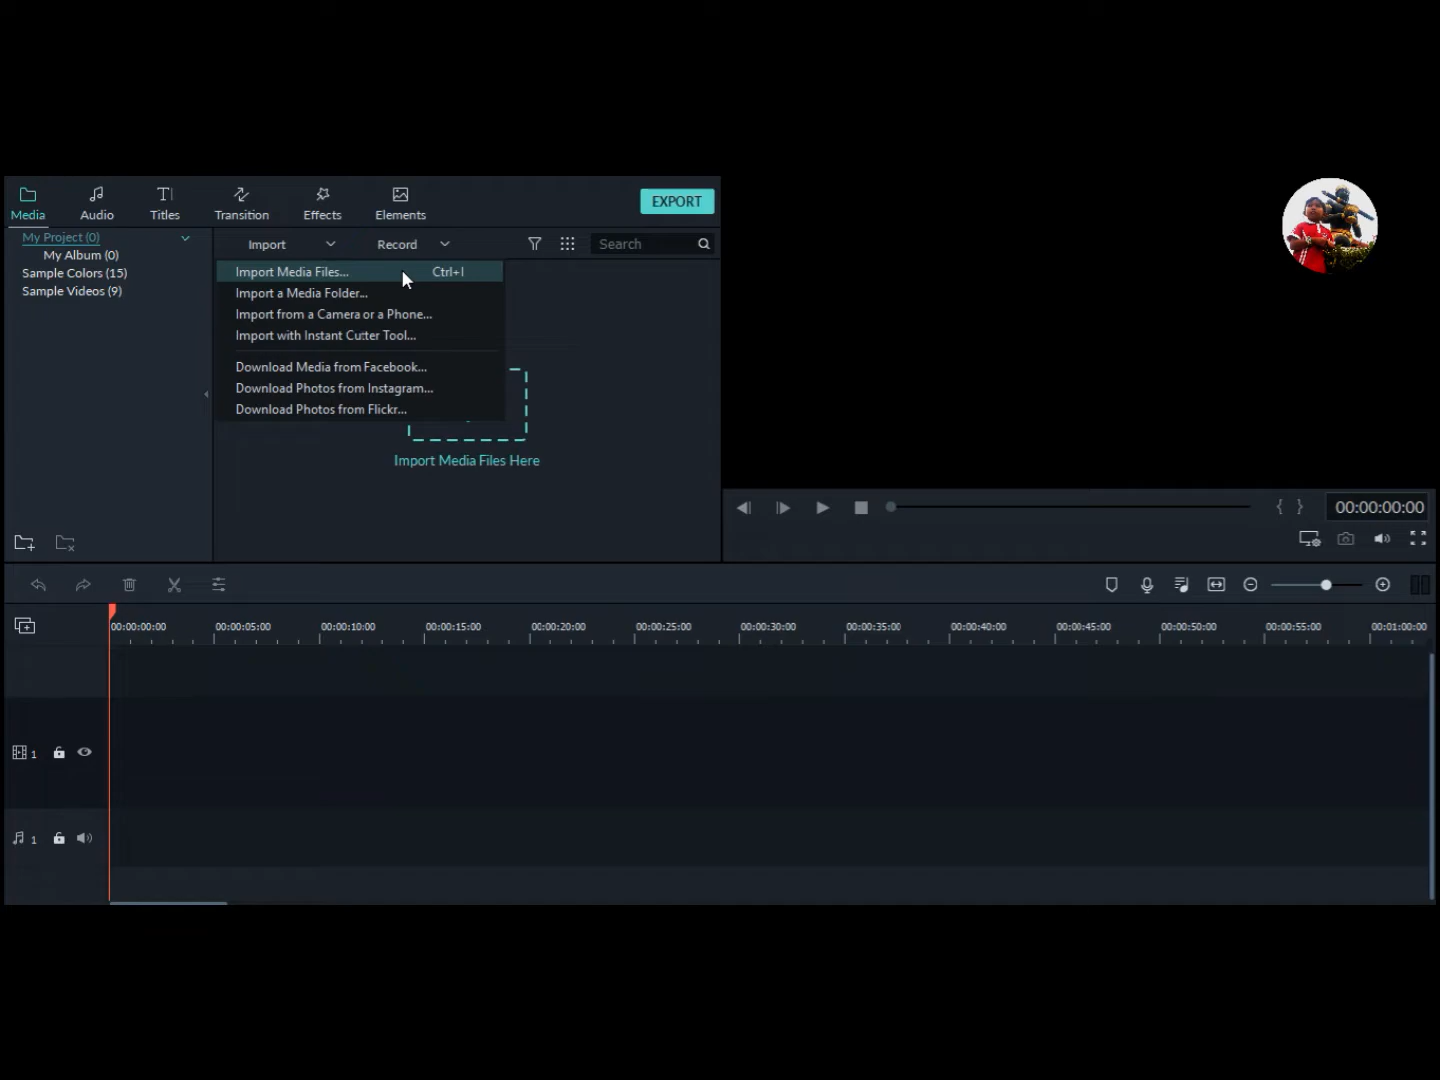 Media
Audio
Titles
Transition
Effects
Elements
EXPORT
My Project (0)
My Album (0)
Sample Colors (15)
Sample Videos (9)
Import
Record
Search
Import Media Files... Ctrl+I
Import a Media Folder...
Import from a Camera or a Phone...
Import with Instant Cutter Tool...
Download Media from Facebook...
Download Photos from Instagram...
Download Photos from Flickr...
Import Media Files Here
00:00:00:00
00:00:00:00 00:00:05:00 00:00:10:00 00:00:15:00 00:00:20:00 00:00:25:00 00:00:30:00 00:00:35:00 00:00:40:00 00:00:45:00 00:00:50:00 00:00:55:00 00:01:00:00
1
1